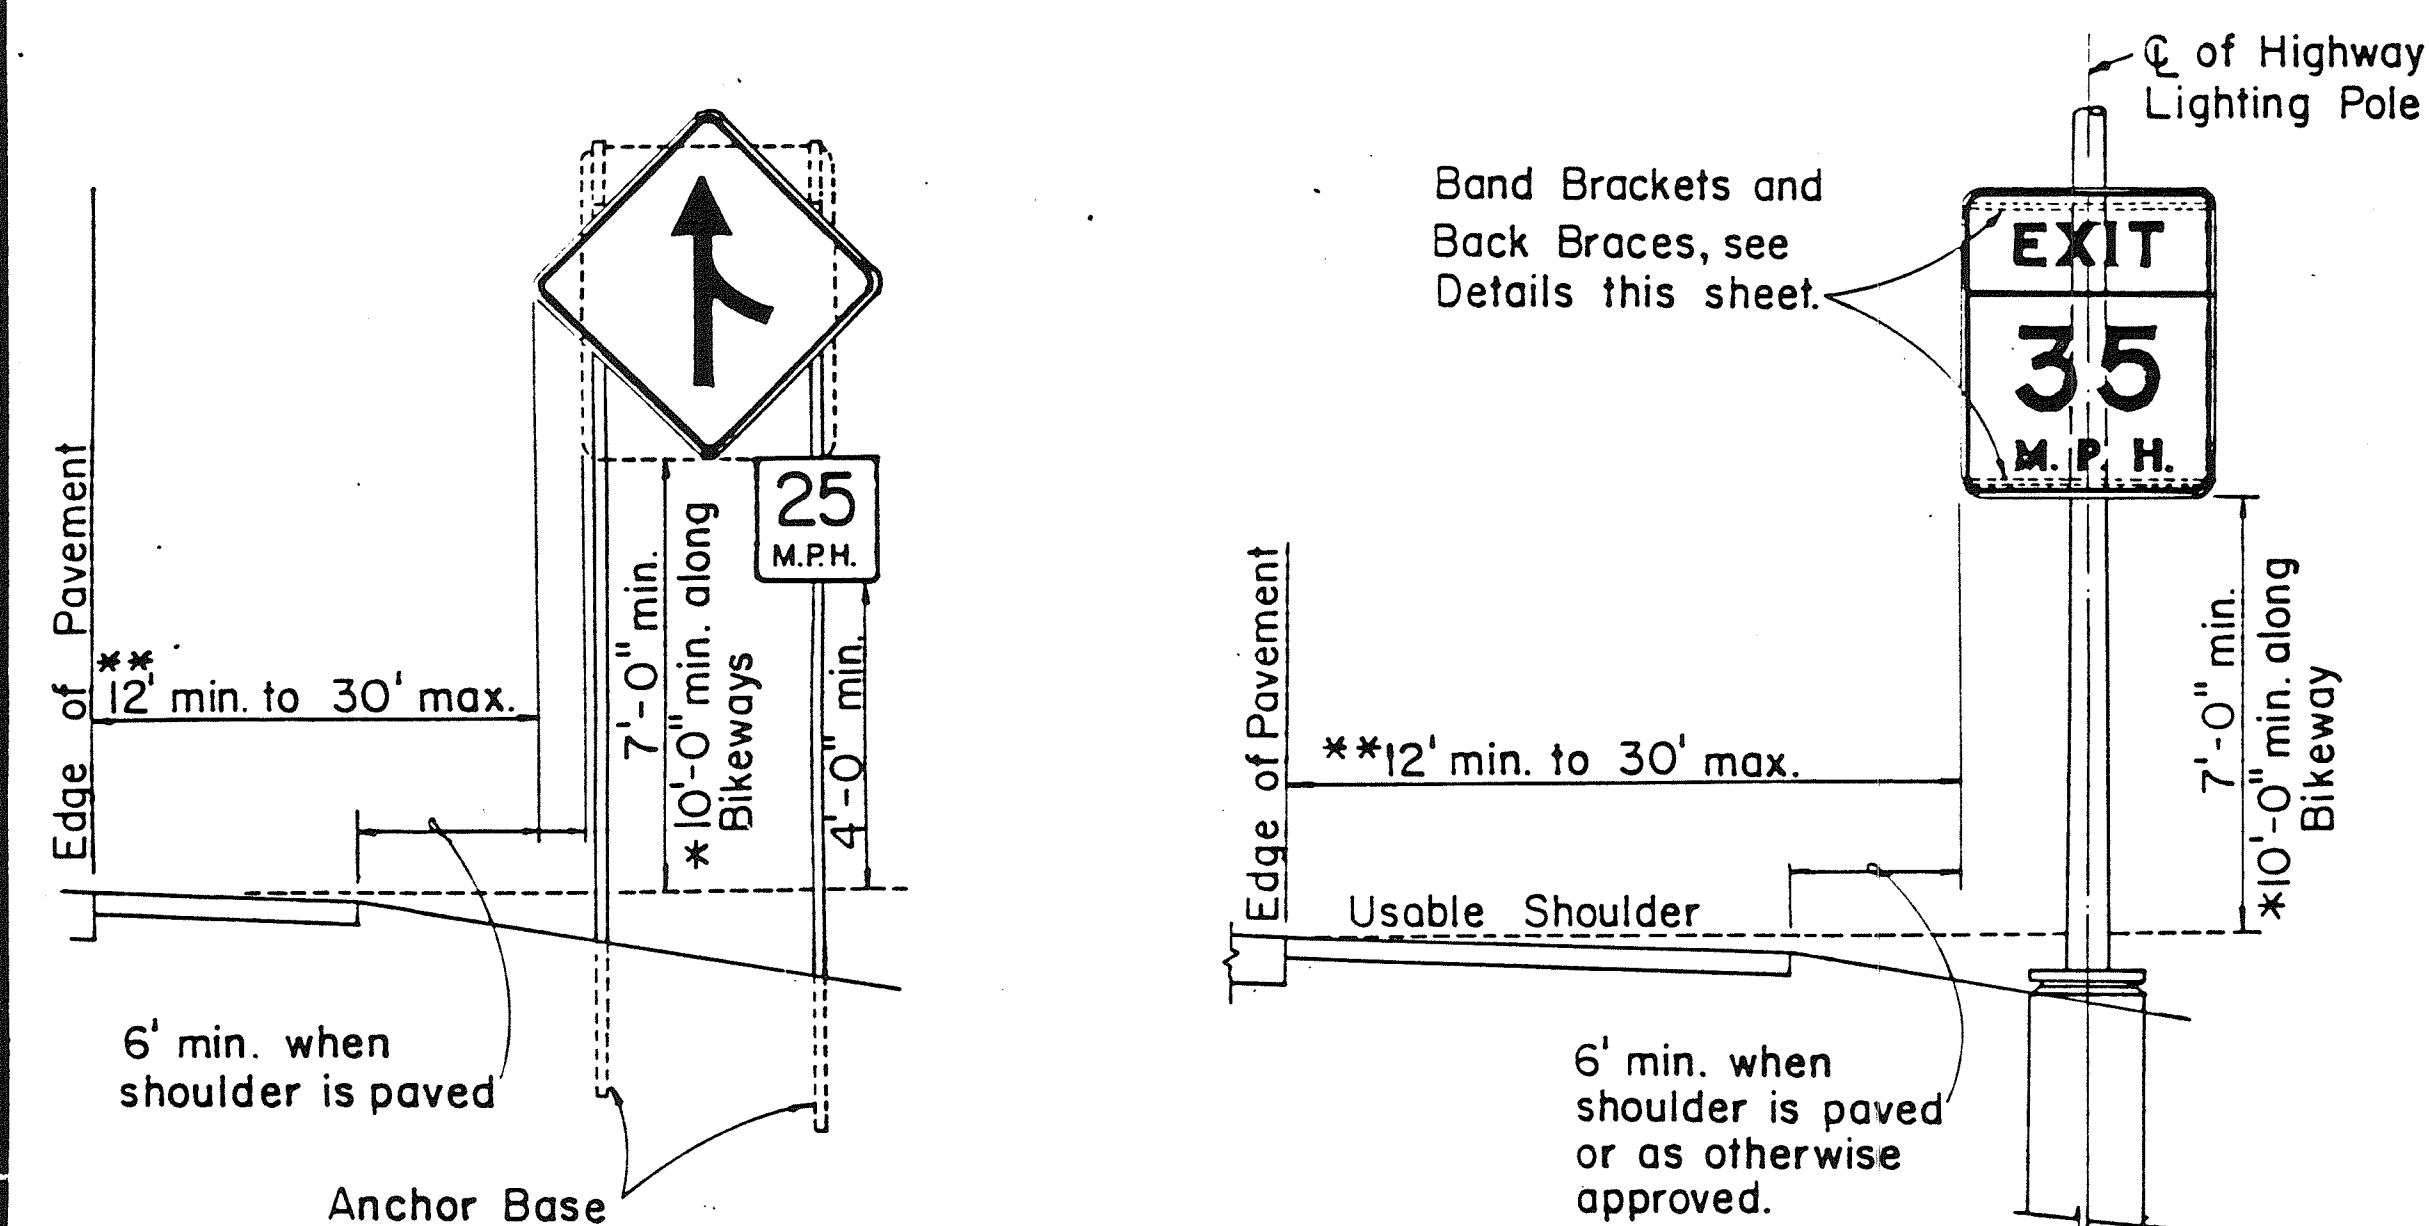 Edge of Pavement
**
12' min. to 30' max.
7'-0" min.
*10'-0" min. along
Bikeways
25
M.P.H.
4'-0" min.
6' min. when
shoulder is paved
Anchor Base
℄ of Highway
Lighting Pole
Band Brackets and
Back Braces, see
Details this sheet.
EXIT
35
M. P. H.
Edge of Pavement
**12' min. to 30' max.
7'-0" min.
*10'-0" min. along
Bikeway
Usable Shoulder
6' min. when
shoulder is paved
or as otherwise
approved.